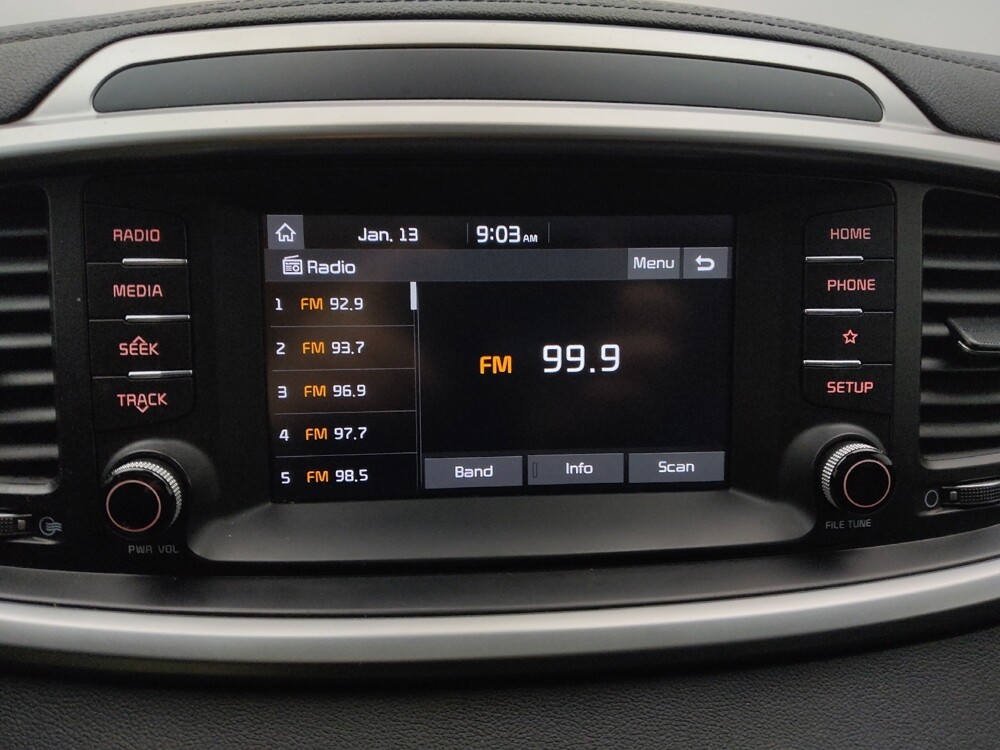 RADIO
MEDIA
SEEK
TRACK
PWR VOL
Jan. 13 9:03 AM
Radio Menu
1 FM 92.9
2 FM 93.7
3 FM 96.9
4 FM 97.7
5 FM 98.5
FM 99.9
Band Info Scan
HOME
PHONE
SETUP
FILE TUNE